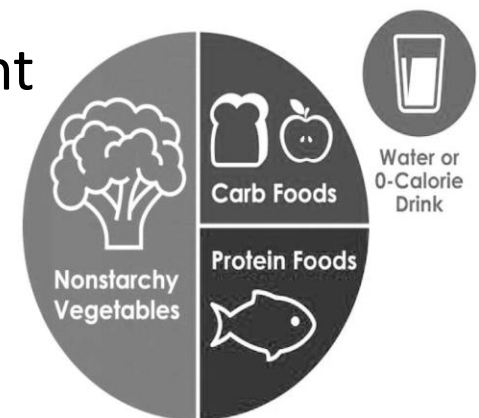 nt
Carb Foods
Protein Foods
Nonstarchy
Vegetables
Water or
0-Calorie
Drink